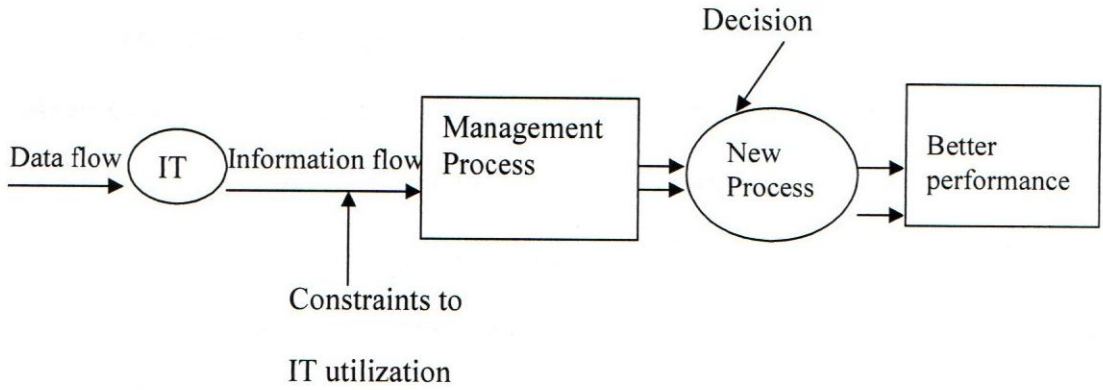 Decision
Data flow
IT
Information flow
Management
Process
New
Process
Better
performance
Constraints to
IT utilization